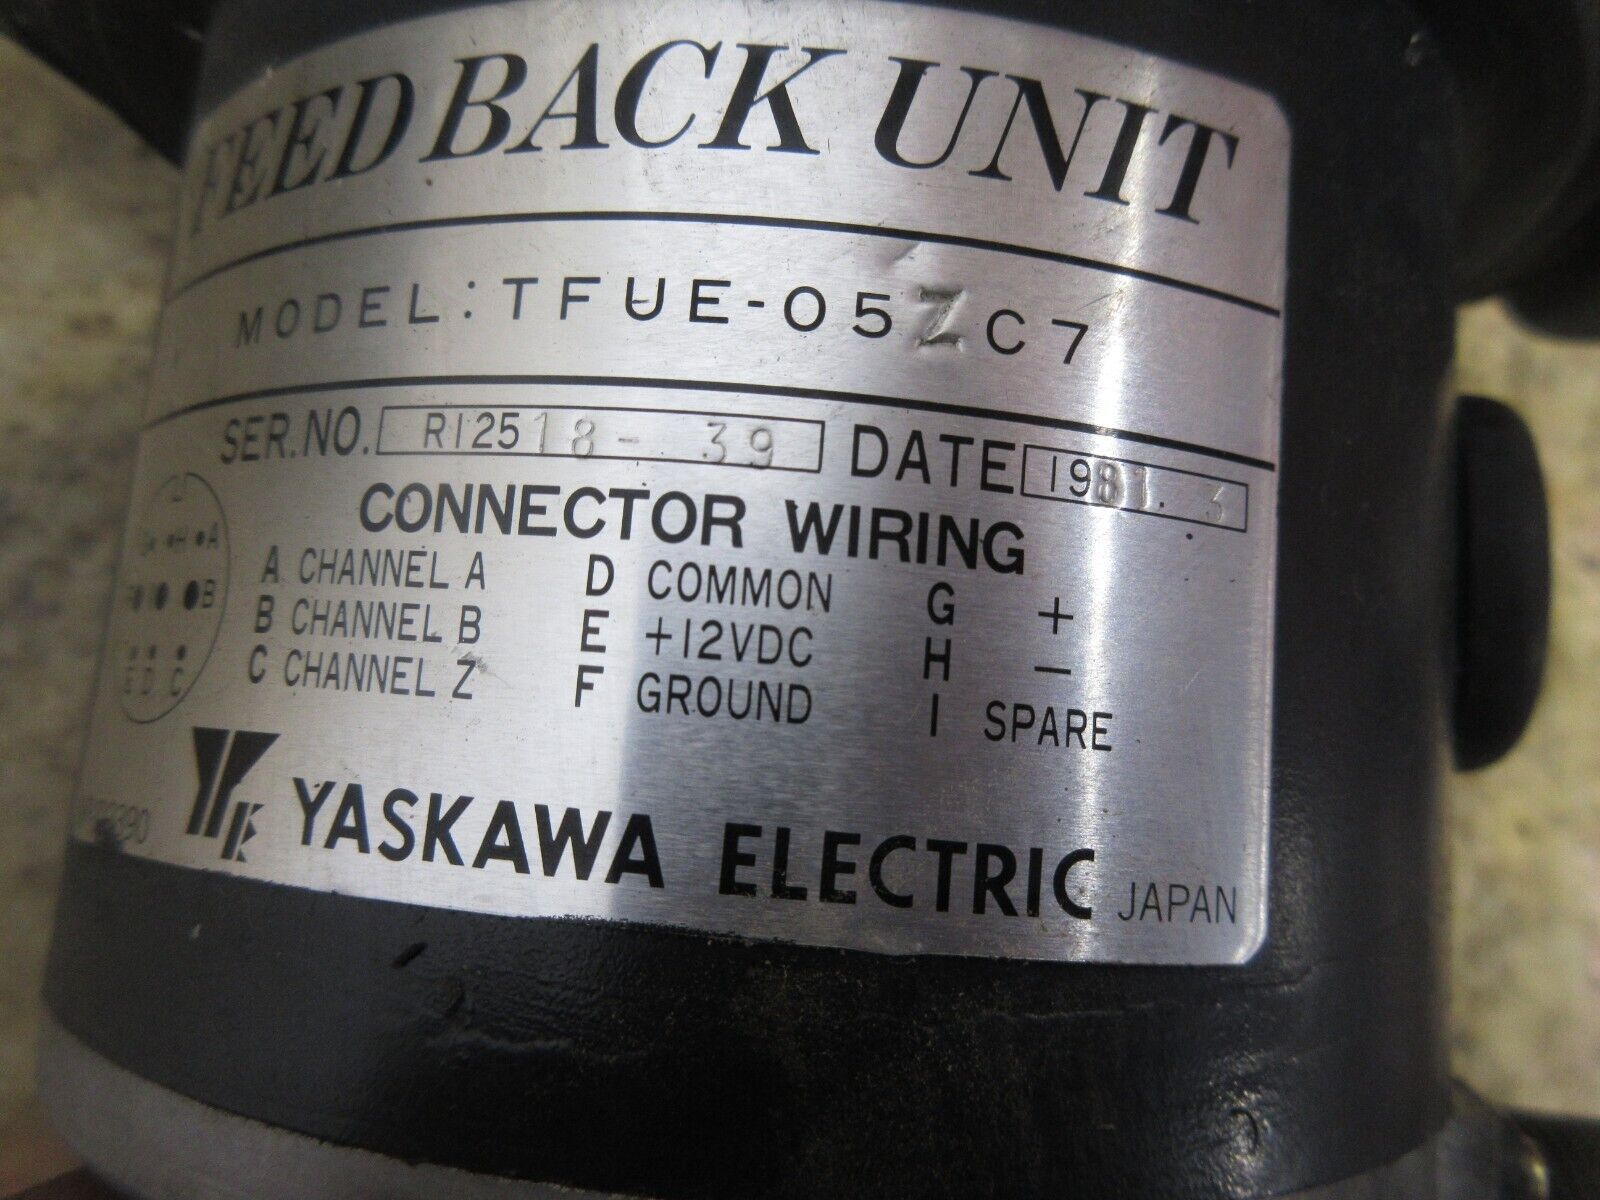 FEED BACK UNIT
MODEL: TFUE-05ZC7
SER.NO. R12518-39 DATE 1981.3
CONNECTOR WIRING
A CHANNEL A D COMMON G +
B CHANNEL B E +12VDC H -
C CHANNEL Z F GROUND I SPARE
H A
B
E D C
YASKAWA ELECTRIC JAPAN